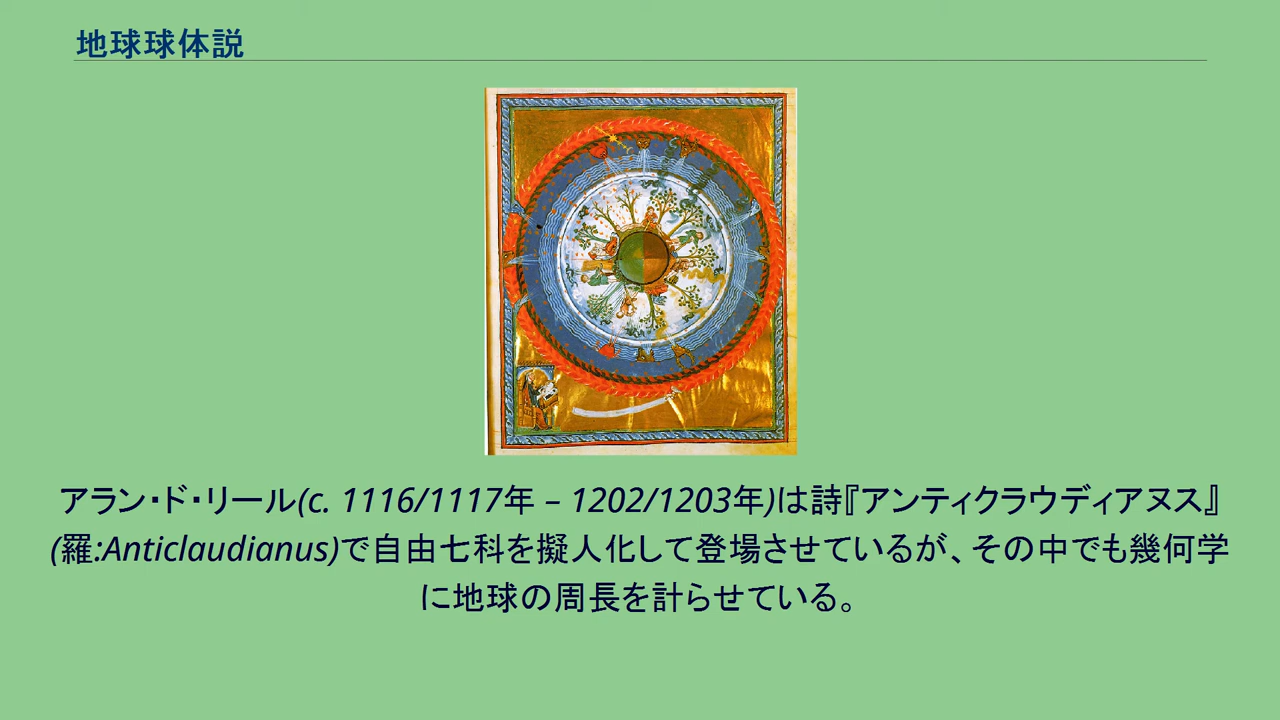 地球球体説
アラン・ド・リール(c. 1116/1117年 – 1202/1203年)は詩『アンティクラウディアヌス』
(羅:Anticlaudianus)で自由七科を擬人化して登場させているが、その中でも幾何学
に地球の周長を計らせている。